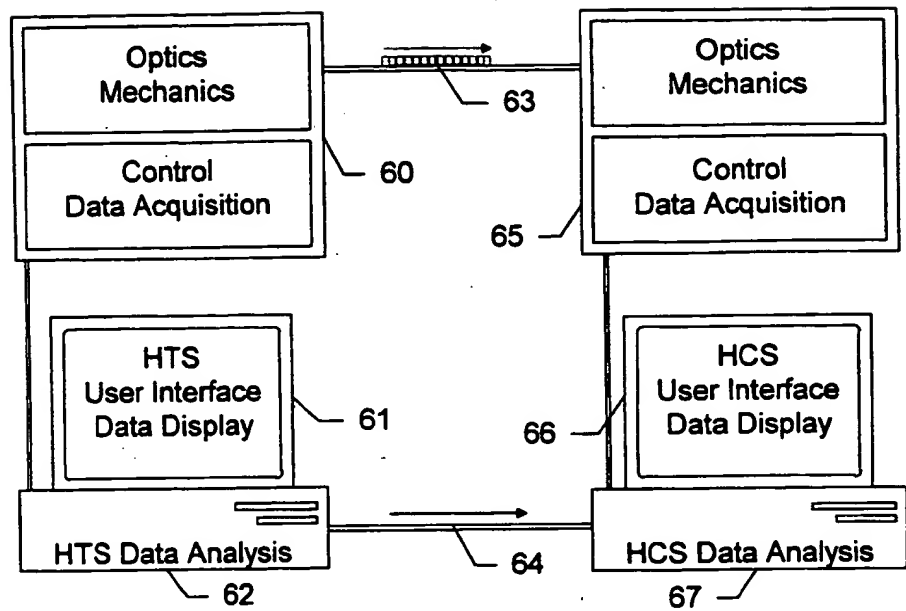 Optics
Mechanics
Control
Data Acquisition
60
63
Optics
Mechanics
Control
Data Acquisition
65
HTS
User Interface
Data Display
61
HTS Data Analysis
62
64
HCS
User Interface
Data Display
66
HCS Data Analysis
67